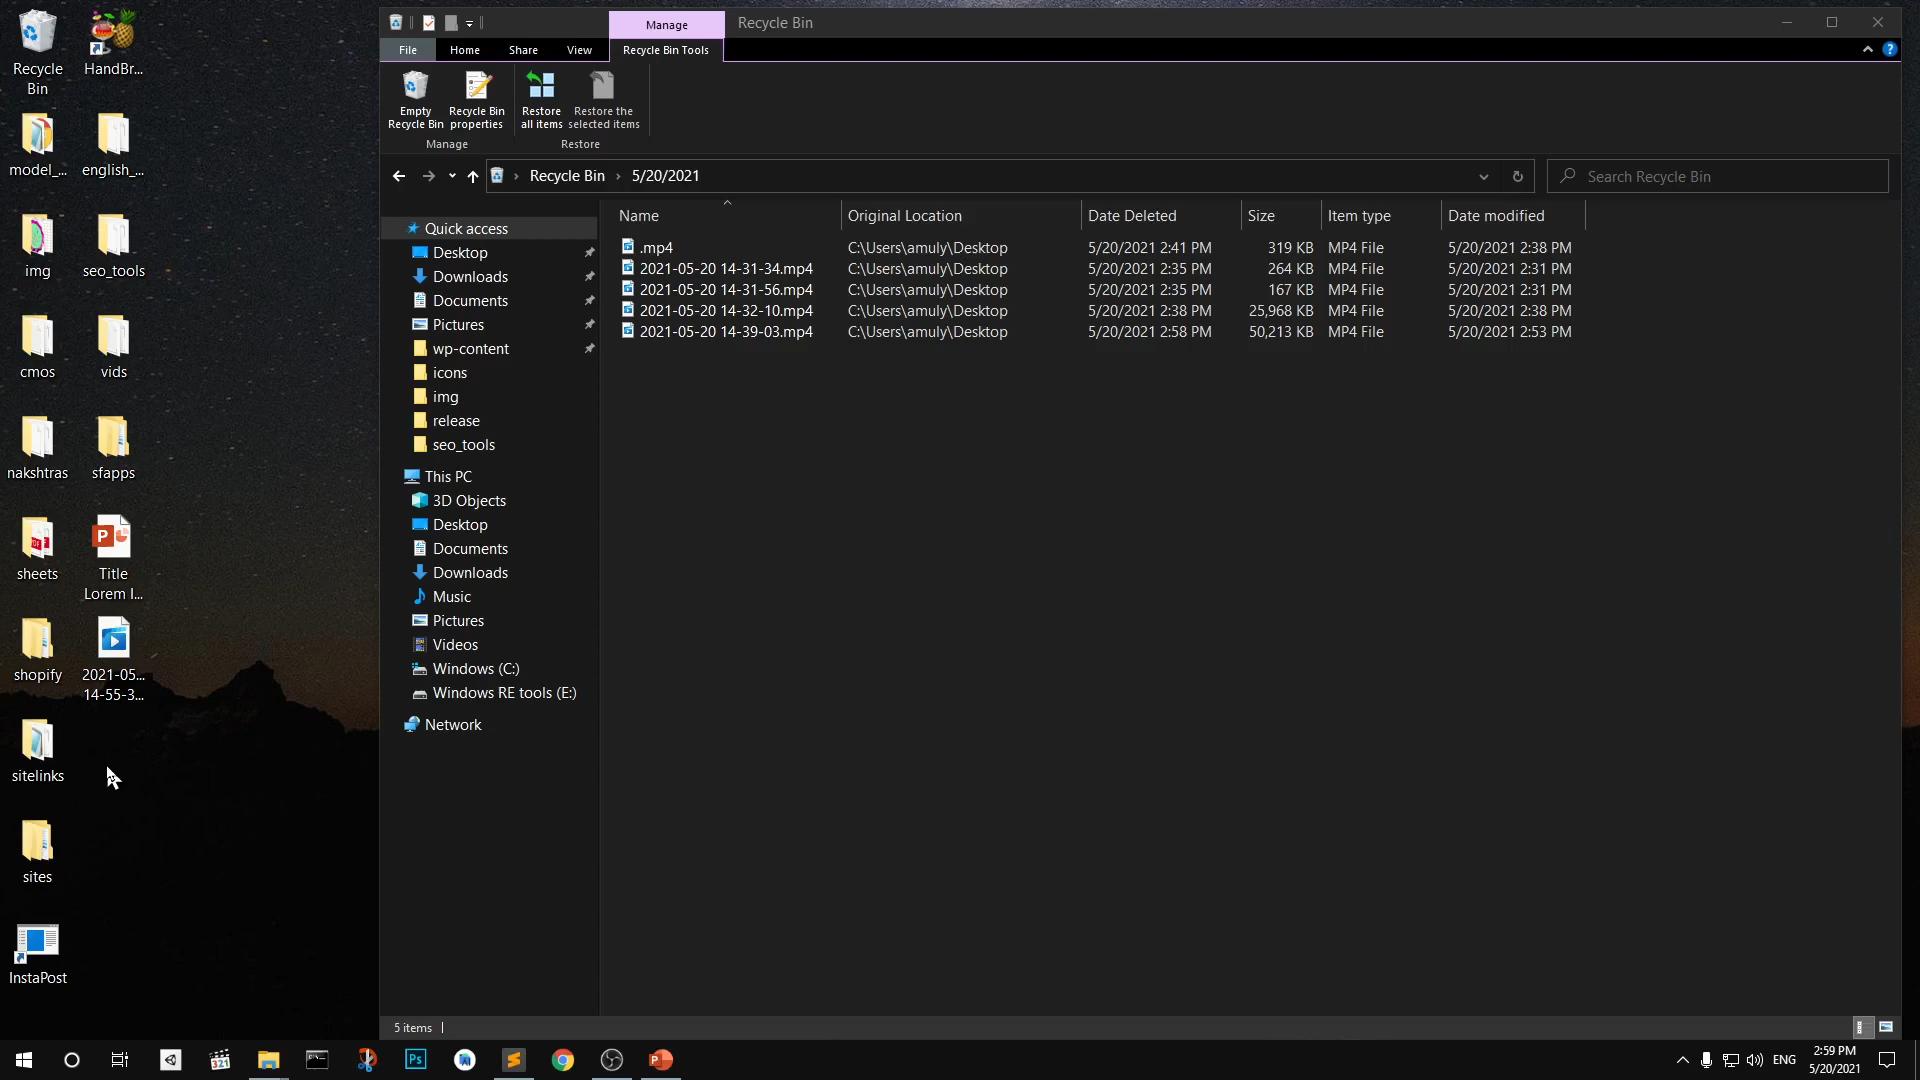 Recycle
Bin
HandBr...
model_...
english_...
img
seo_tools
cmos
vids
nakshtras
sfapps
sheets
Title
Lorem I...
shopify
2021-05...
14-55-3...
sitelinks
sites
InstaPost
Manage
Recycle Bin
File
Home
Share
View
Recycle Bin Tools
Empty
Recycle Bin
Recycle Bin
properties
Restore
all items
Restore the
selected items
Manage
Restore
Recycle Bin
5/20/2021
Search Recycle Bin
Quick access
Desktop
Downloads
Documents
Pictures
wp-content
icons
img
release
seo_tools
This PC
3D Objects
Desktop
Documents
Downloads
Music
Pictures
Videos
Windows (C:)
Windows RE tools (E:)
Network
Name Original Location Date Deleted Size Item type Date modified
.mp4 C:\Users\amuly\Desktop 5/20/2021 2:41 PM 319 KB MP4 File 5/20/2021 2:38 PM
2021-05-20 14-31-34.mp4 C:\Users\amuly\Desktop 5/20/2021 2:35 PM 264 KB MP4 File 5/20/2021 2:31 PM
2021-05-20 14-31-56.mp4 C:\Users\amuly\Desktop 5/20/2021 2:35 PM 167 KB MP4 File 5/20/2021 2:31 PM
2021-05-20 14-32-10.mp4 C:\Users\amuly\Desktop 5/20/2021 2:38 PM 25,968 KB MP4 File 5/20/2021 2:38 PM
2021-05-20 14-39-03.mp4 C:\Users\amuly\Desktop 5/20/2021 2:58 PM 50,213 KB MP4 File 5/20/2021 2:53 PM
5 items
321
Ps
P
ENG
2:59 PM
5/20/2021